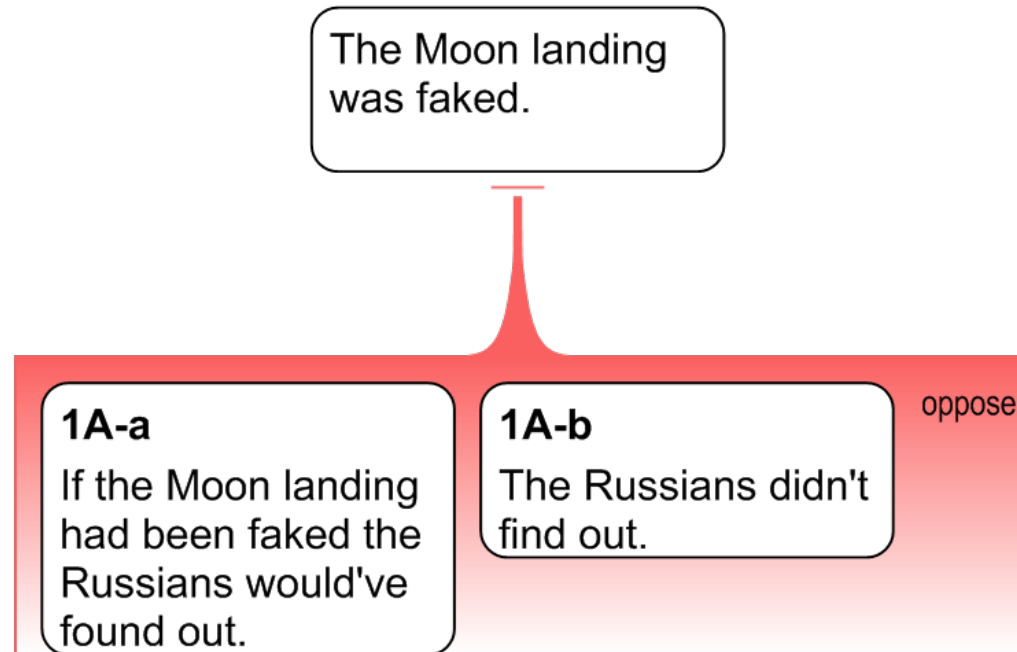 The Moon landing
was faked.
1A-a
If the Moon landing
had been faked the
Russians would've
found out.
1A-b
The Russians didn't
find out.
oppose